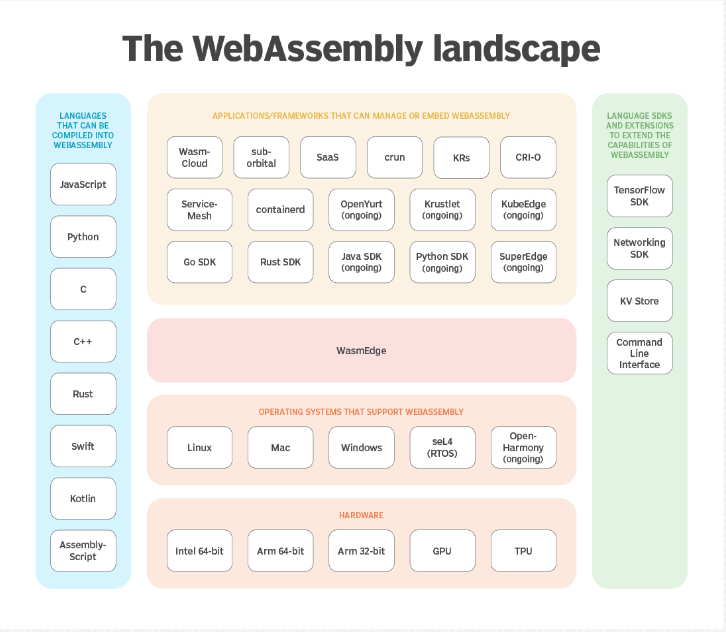 The WebAssembly landscape
LANGUAGES
THAT CAN BE
COMPILED INTO
WEBASSEMBLY
JavaScript
Python
C
C++
Rust
Swift
Kotlin
Assembly-
Script
APPLICATIONS/FRAMEWORKS THAT CAN MANAGE OR EMBED WEBASSEMBLY
Wasm-
Cloud
sub-
orbital
SaaS
crun
KRs
CRI-O
Service-
Mesh
containerd
OpenYurt
(ongoing)
Krustlet
(ongoing)
KubeEdge
(ongoing)
Go SDK
Rust SDK
Java SDK
(ongoing)
Python SDK
(ongoing)
SuperEdge
(ongoing)
WasmEdge
OPERATING SYSTEMS THAT SUPPORT WEBASSEMBLY
Linux
Mac
Windows
seL4
(RTOS)
Open-
Harmony
(ongoing)
HARDWARE
Intel 64-bit
Arm 64-bit
Arm 32-bit
GPU
TPU
LANGUAGE SDKS
AND EXTENSIONS
TO EXTEND THE
CAPABILITIES OF
WEBASSEMBLY
TensorFlow
SDK
Networking
SDK
KV Store
Command
Line
Interface